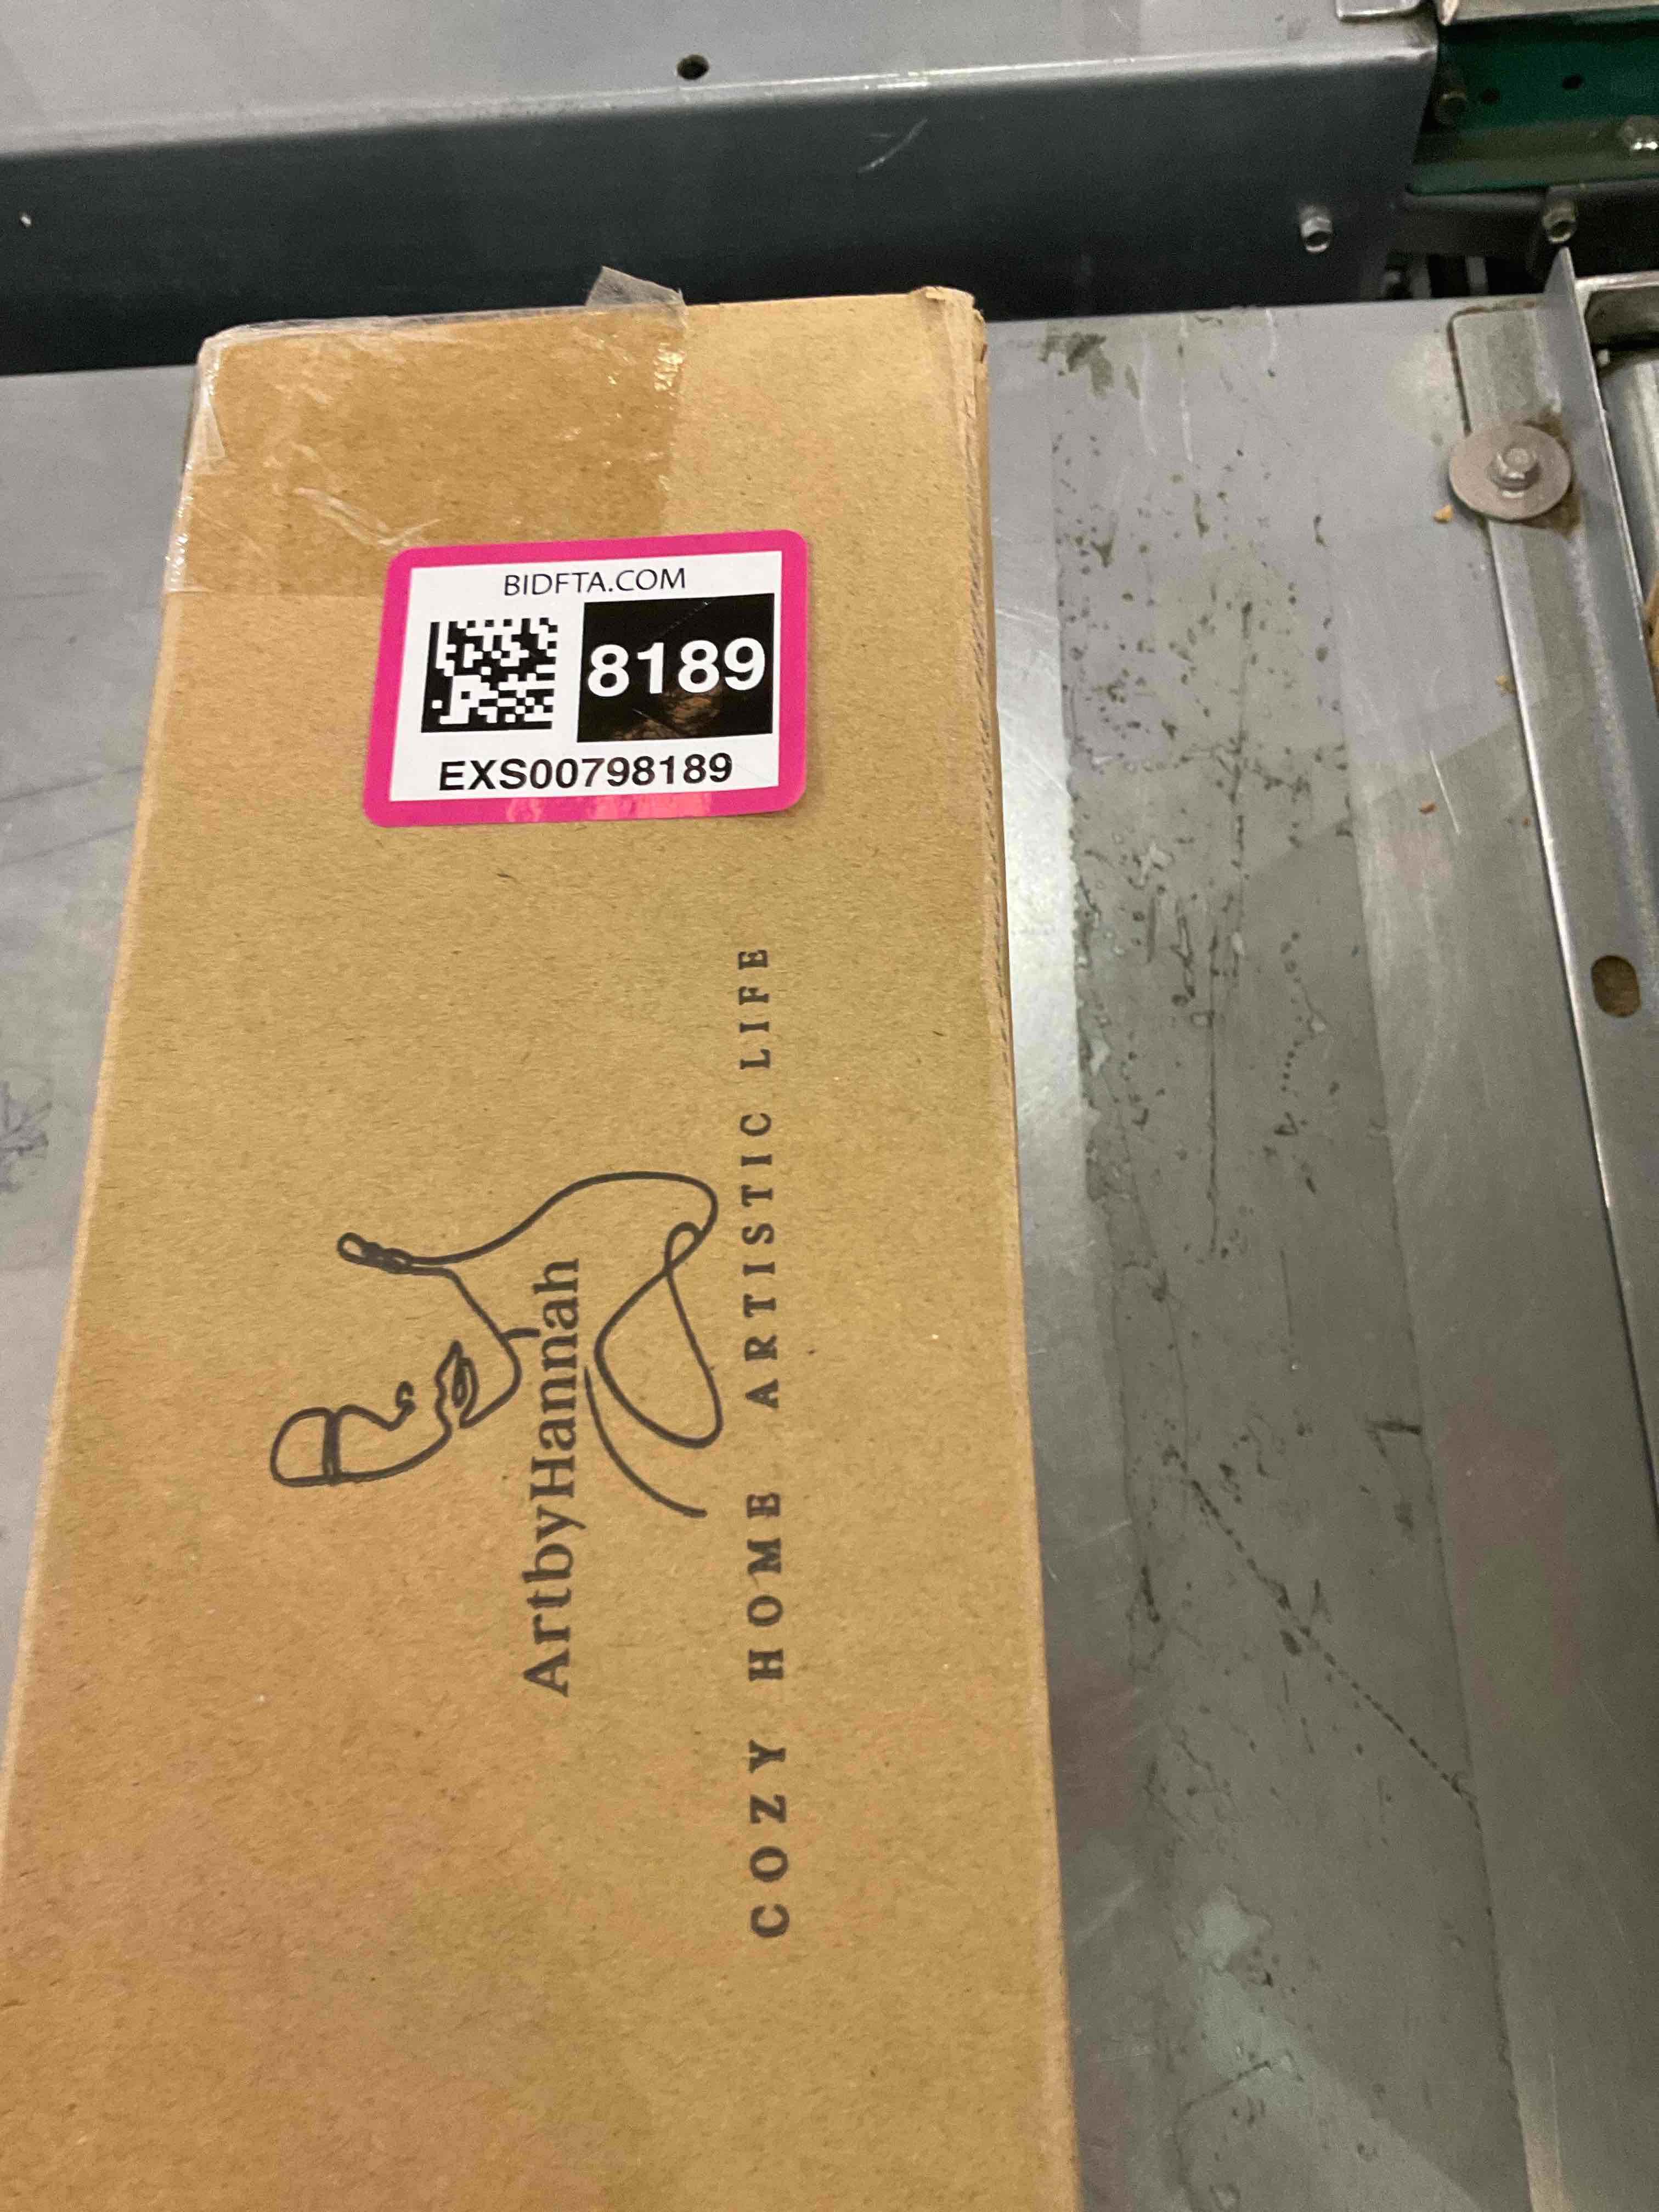 BIDFTA.COM
8189
EXS00798189
ArtbyHannah
COZY HOME ARTISTIC LIFE